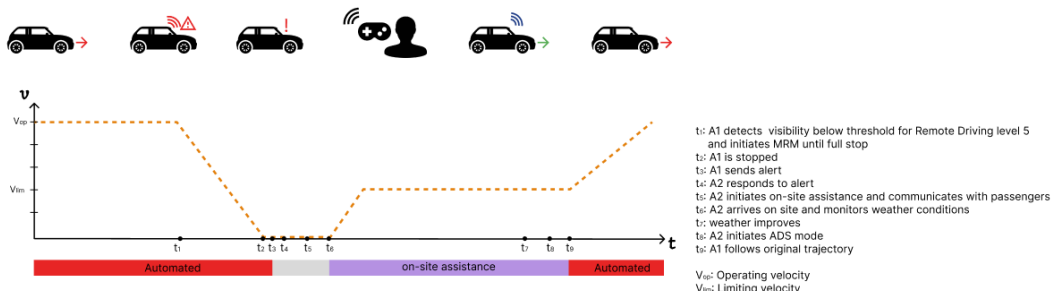 !
v
Vₒₚ
Vₗᵢₘ
t₁ t₂ t₃ t₄ t₅ t₆ t₇ t₈ t₉ t
Automated on-site assistance Automated
t₁: A1 detects visibility below threshold for Remote Driving level 5
and initiates MRM until full stop
t₂: A1 is stopped
t₃: A1 sends alert
t₄: A2 responds to alert
t₅: A2 initiates on-site assistance and communicates with passengers
t₆: A2 arrives on site and monitors weather conditions
t₇: weather improves
t₈: A2 initiates ADS mode
t₉: A1 follows original trajectory
Vₒₚ: Operating velocity
Vₗᵢₘ: Limiting velocity